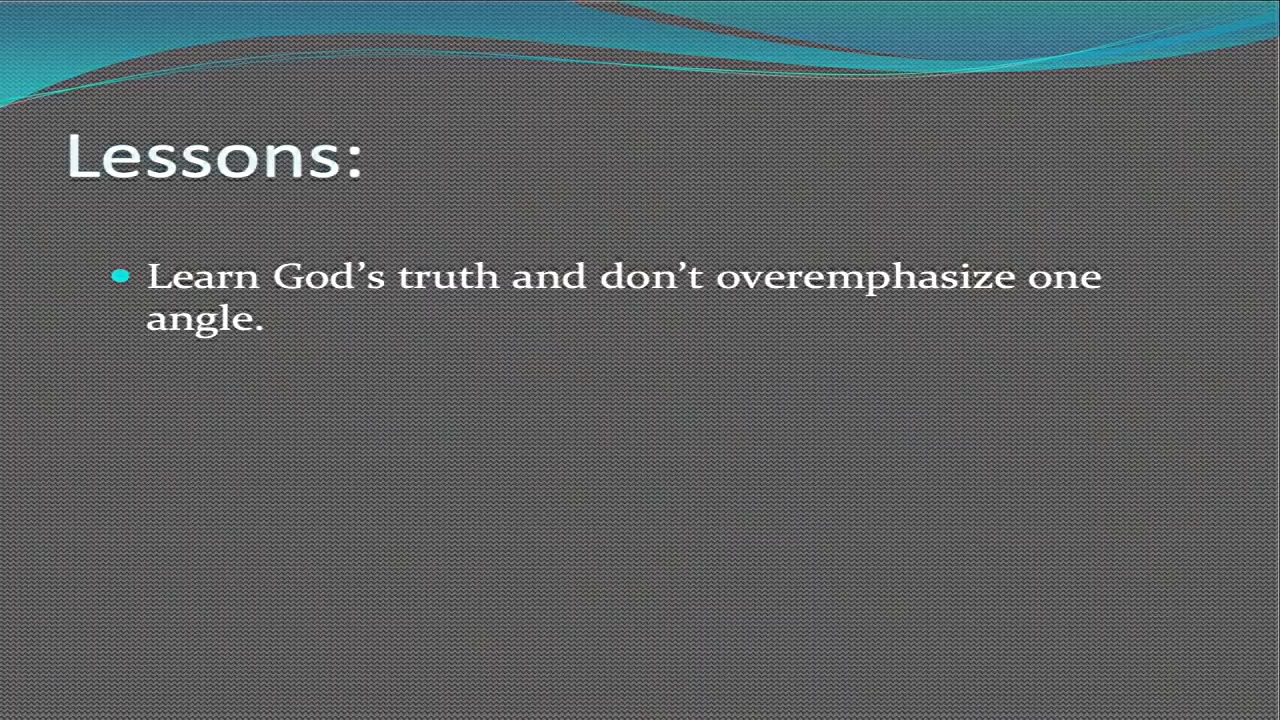 Lessons:
• Learn God’s truth and don’t overemphasize one
angle.